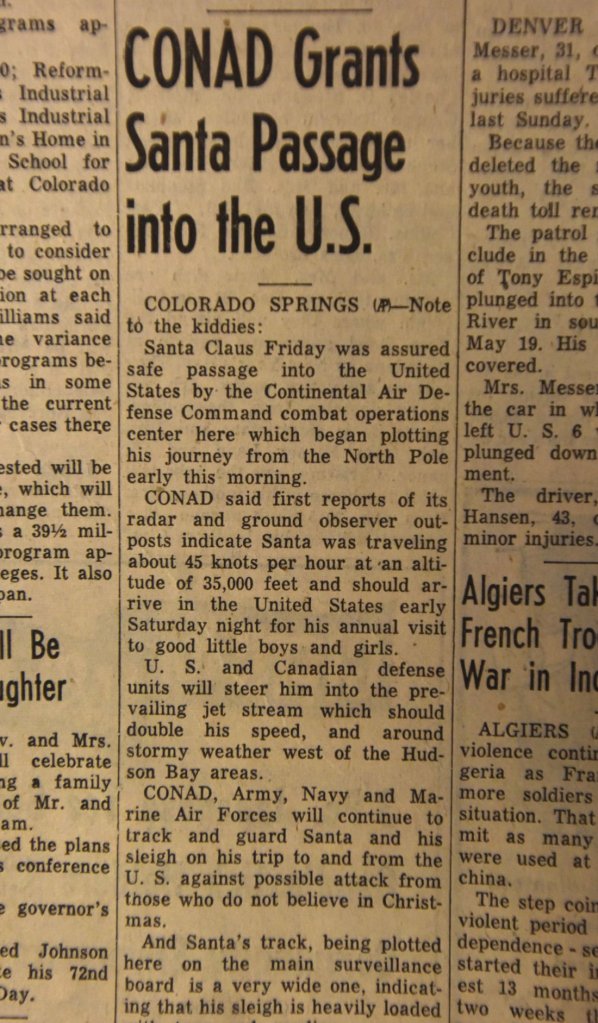 grams ap-
0; Reform-
Industrial
s Industrial
n's Home in
School for
at Colorado
rranged to
to consider
be sought on
ion at each
illiams said
he variance
programs be-
s in some
the current
cases there
ested will be
e, which will
hange them.
s a 39½ mil-
program ap-
eges. It also
pan.
ll Be
ughter
v. and Mrs.
ll celebrate
ng a family
of Mr. and
am.
sed the plans
s conference
e governor's
ed Johnson
te his 72nd
Day.
CONAD Grants
Santa Passage
into the U.S.
COLORADO SPRINGS (AP)—Note
to the kiddies:
Santa Claus Friday was assured
safe passage into the United
States by the Continental Air De-
fense Command combat operations
center here which began plotting
his journey from the North Pole
early this morning.
CONAD said first reports of its
radar and ground observer out-
posts indicate Santa was traveling
about 45 knots per hour at an alti-
tude of 35,000 feet and should ar-
rive in the United States early
Saturday night for his annual visit
to good little boys and girls.
U. S. and Canadian defense
units will steer him into the pre-
vailing jet stream which should
double his speed, and around
stormy weather west of the Hud-
son Bay areas.
CONAD, Army, Navy and Ma-
rine Air Forces will continue to
track and guard Santa and his
sleigh on his trip to and from the
U. S. against possible attack from
those who do not believe in Christ-
mas.
And Santa's track, being plotted
here on the main surveillance
board is a very wide one, indicat-
ing that his sleigh is heavily loaded
DENVER
Messer, 31,
a hospital T
juries suffere
last Sunday.
Because the
deleted the
youth, the s
death toll re
The patrol
clude in the
of Tony Espi
plunged into t
River in sou
May 19. His
covered.
Mrs. Messer
the car in wh
left U. S. 6
plunged down
ment.
The driver,
Hansen, 43,
minor injuries.
Algiers Tak
French Tro
War in Ind
ALGIERS
violence contin
geria as Fra
more soldiers
situation. That
mit as many
were used at
china.
The step coin
violent period
dependence - se
started their i
est 13 months
two weeks th